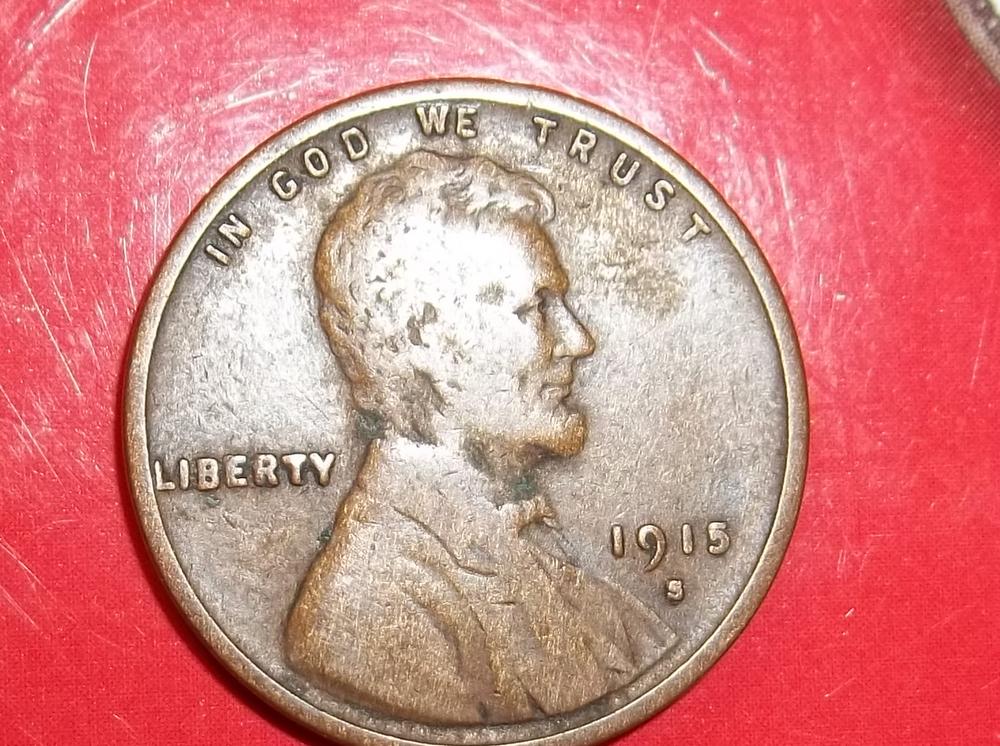 IN GOD WE TRUST
LIBERTY
1915
S